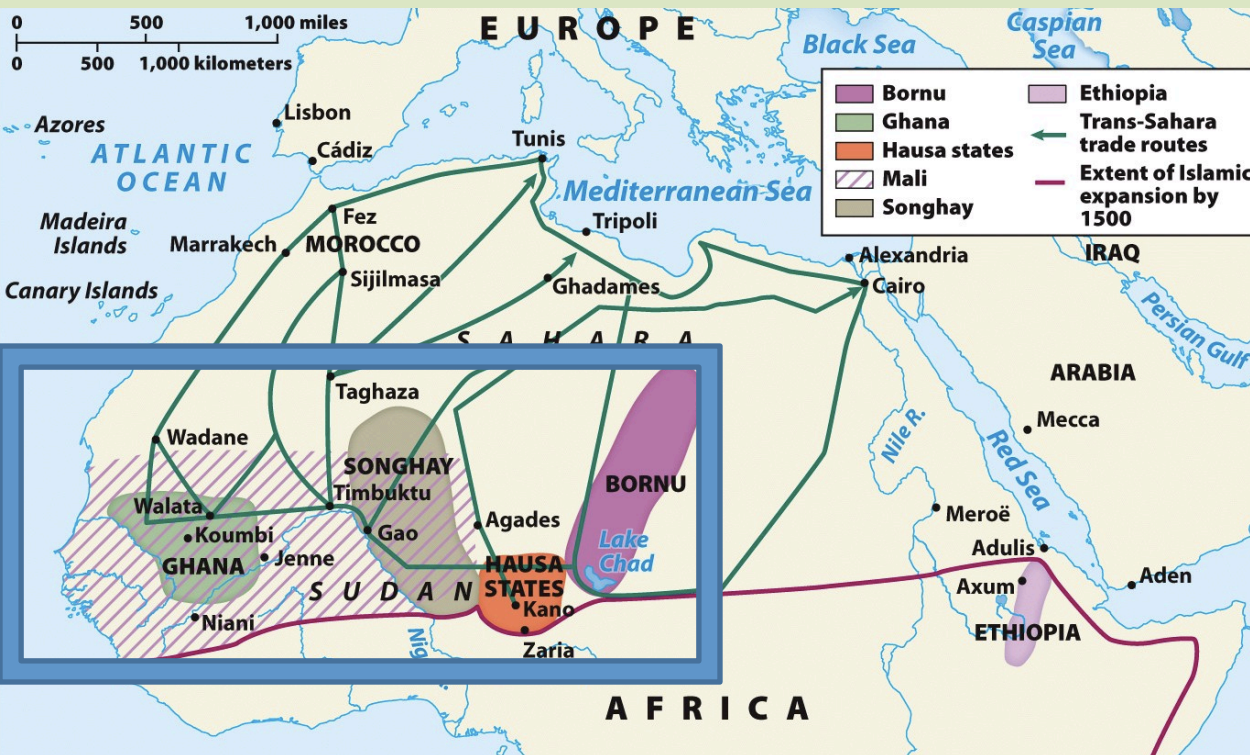 0 500 1,000 miles
0 500 1,000 kilometers
EUROPE
Black Sea
Caspian
Sea
Bornu
Ghana
Hausa states
Mali
Songhay
Ethiopia
Trans-Sahara
trade routes
Extent of Islamic
expansion by
1500
Azores
Lisbon
Cádiz
ATLANTIC
OCEAN
Tunis
Mediterranean Sea
Madeira
Islands
Fez
Marrakech
MOROCCO
Tripoli
Sijilmasa
Canary Islands
Ghadames
Alexandria
Cairo
IRAQ
Persian Gulf
SAHARA
ARABIA
Taghaza
Mecca
Nile R.
Red Sea
Wadane
SONGHAY
BORNU
Timbuktu
Walata
Koumbi
Gao
Agades
Meroë
Jenne
GHANA
Lake
Chad
Adulis
HAUSA
STATES
SUDAN
Kano
Axum
Aden
Niani
Nig
Zaria
ETHIOPIA
AFRICA